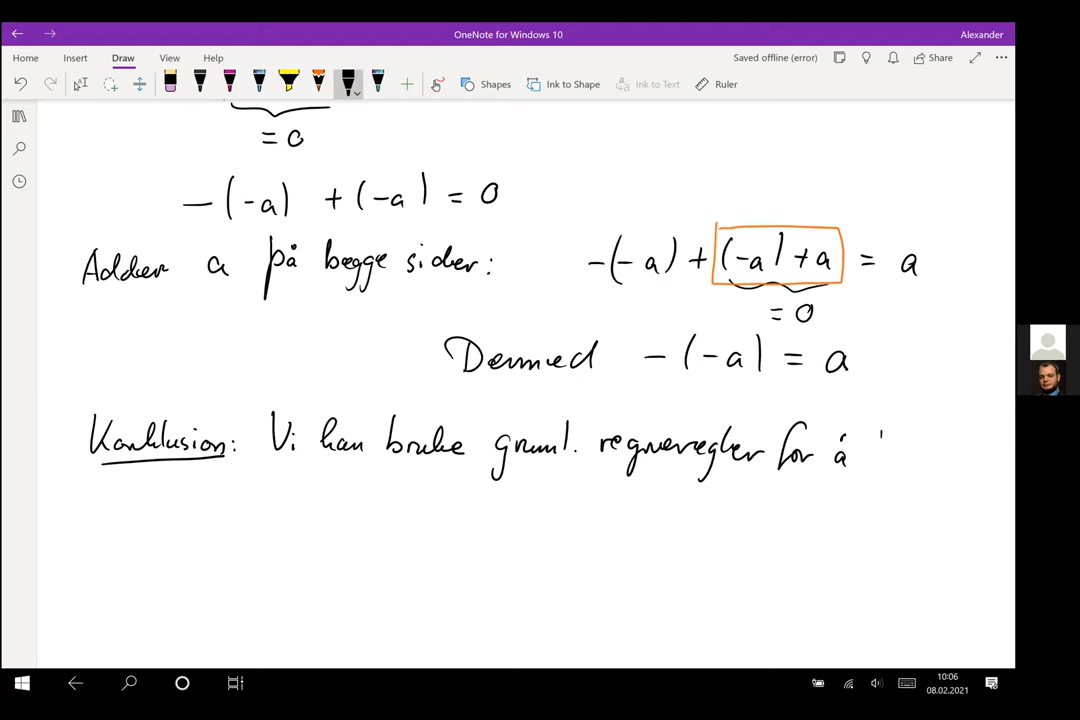 OneNote for Windows 10
Alexander
Home Insert Draw View Help
Saved offline (error)
Share
Shapes Ink to Shape Ink to Text Ruler
= 0
-(-a) + (-a) = 0
Adder a på begge sider: -(-a) + (-a) + a = a
= 0
Dermed -(-a) = a
Konklusion: Vi kan bruke grunnl. regneregler for å
10:06
08.02.2021